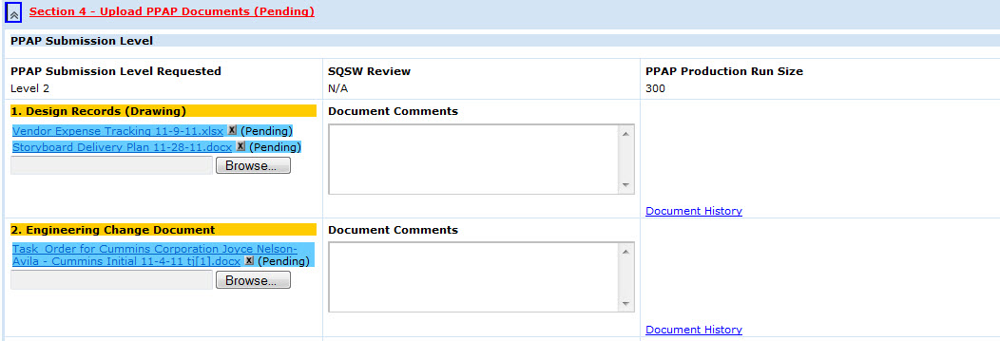 Section 4 - Upload PPAP Documents (Pending)
PPAP Submission Level
PPAP Submission Level Requested
SQSW Review
PPAP Production Run Size
Level 2
N/A
300
1. Design Records (Drawing)
Document Comments
Vendor Expense Tracking 11-9-11.xlsx X (Pending)
Storyboard Delivery Plan 11-28-11.docx X (Pending)
Browse...
Document History
2. Engineering Change Document
Document Comments
Task Order for Cummins Corporation Joyce Nelson-
Avila - Cummins Initial 11-4-11 tj[1].docx X (Pending)
Browse...
Document History